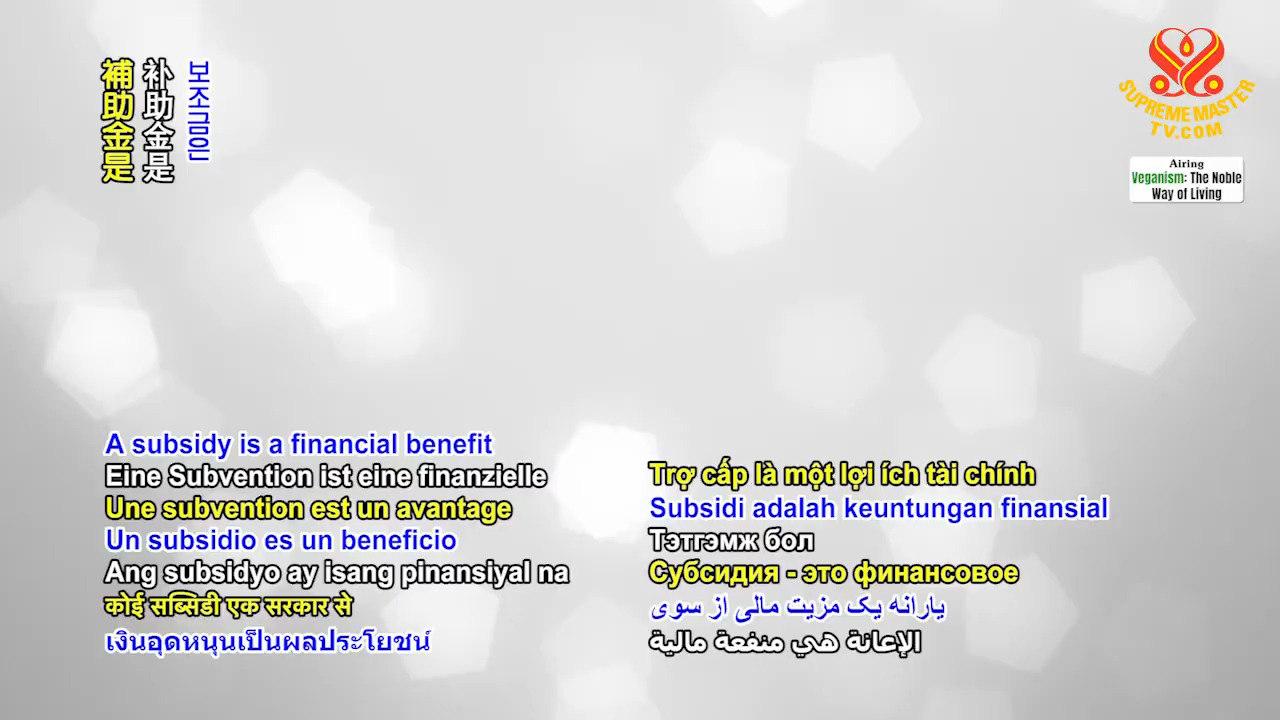 補助金是
补助金是
보조금인
SUPREME MASTER
TV.COM
Airing
Veganism: The Noble
Way of Living
A subsidy is a financial benefit
Eine Subvention ist eine finanzielle
Une subvention est un avantage
Un subsidio es un beneficio
Ang subsidyo ay isang pinansiyal na
कोई सब्सिडी एक सरकार से
เงินอุดหนุนเป็นผลประโยชน์
Trợ cấp là một lợi ích tài chính
Subsidi adalah keuntungan finansial
Тэтгэмж бол
Субсидия - это финансовое
یارانه یک مزیت مالی از سوی
الإعانة هي منفعة مالية